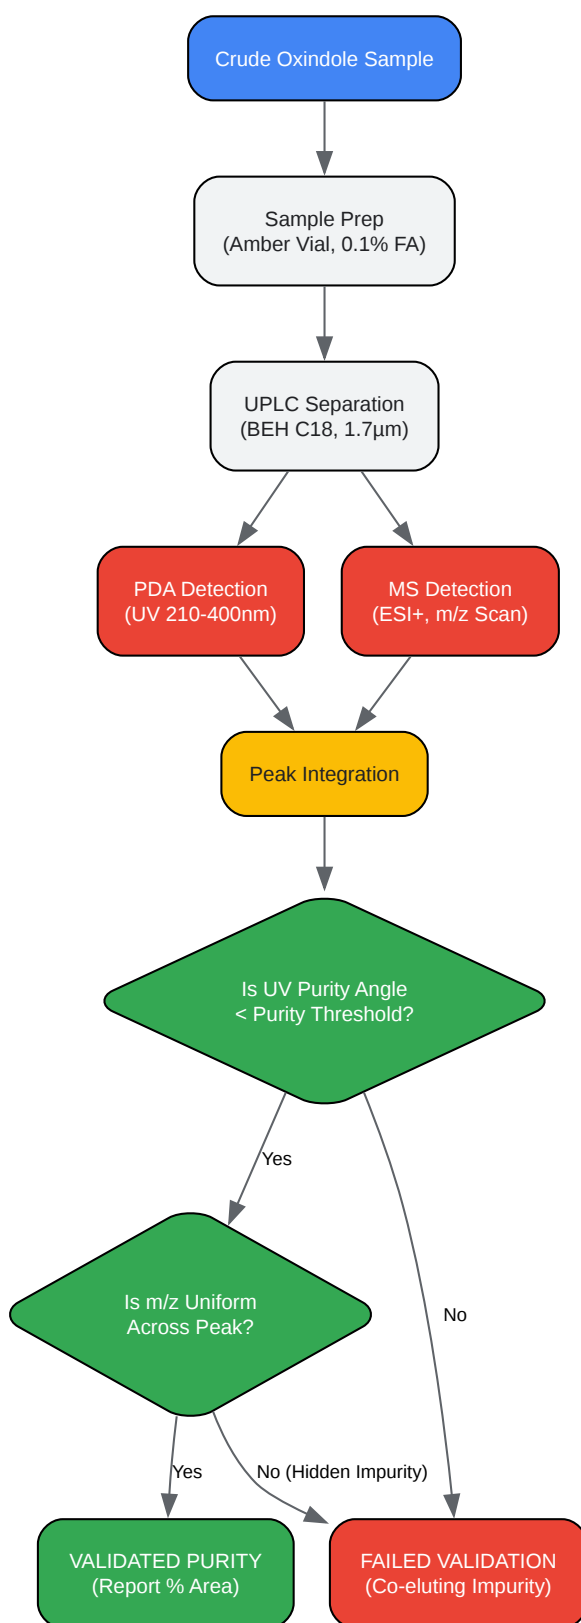 Crude Oxindole Sample
Sample Prep
(Amber Vial, 0.1% FA)
UPLC Separation
(BEH C18, 1.7µm)
PDA Detection
(UV 210-400nm)
MS Detection
(ESI+, m/z Scan)
Peak Integration
Is UV Purity Angle
< Purity Threshold?
Yes
Is m/z Uniform
Across Peak?
No
Yes
No (Hidden Impurity)
VALIDATED PURITY
(Report % Area)
FAILED VALIDATION
(Co-eluting Impurity)